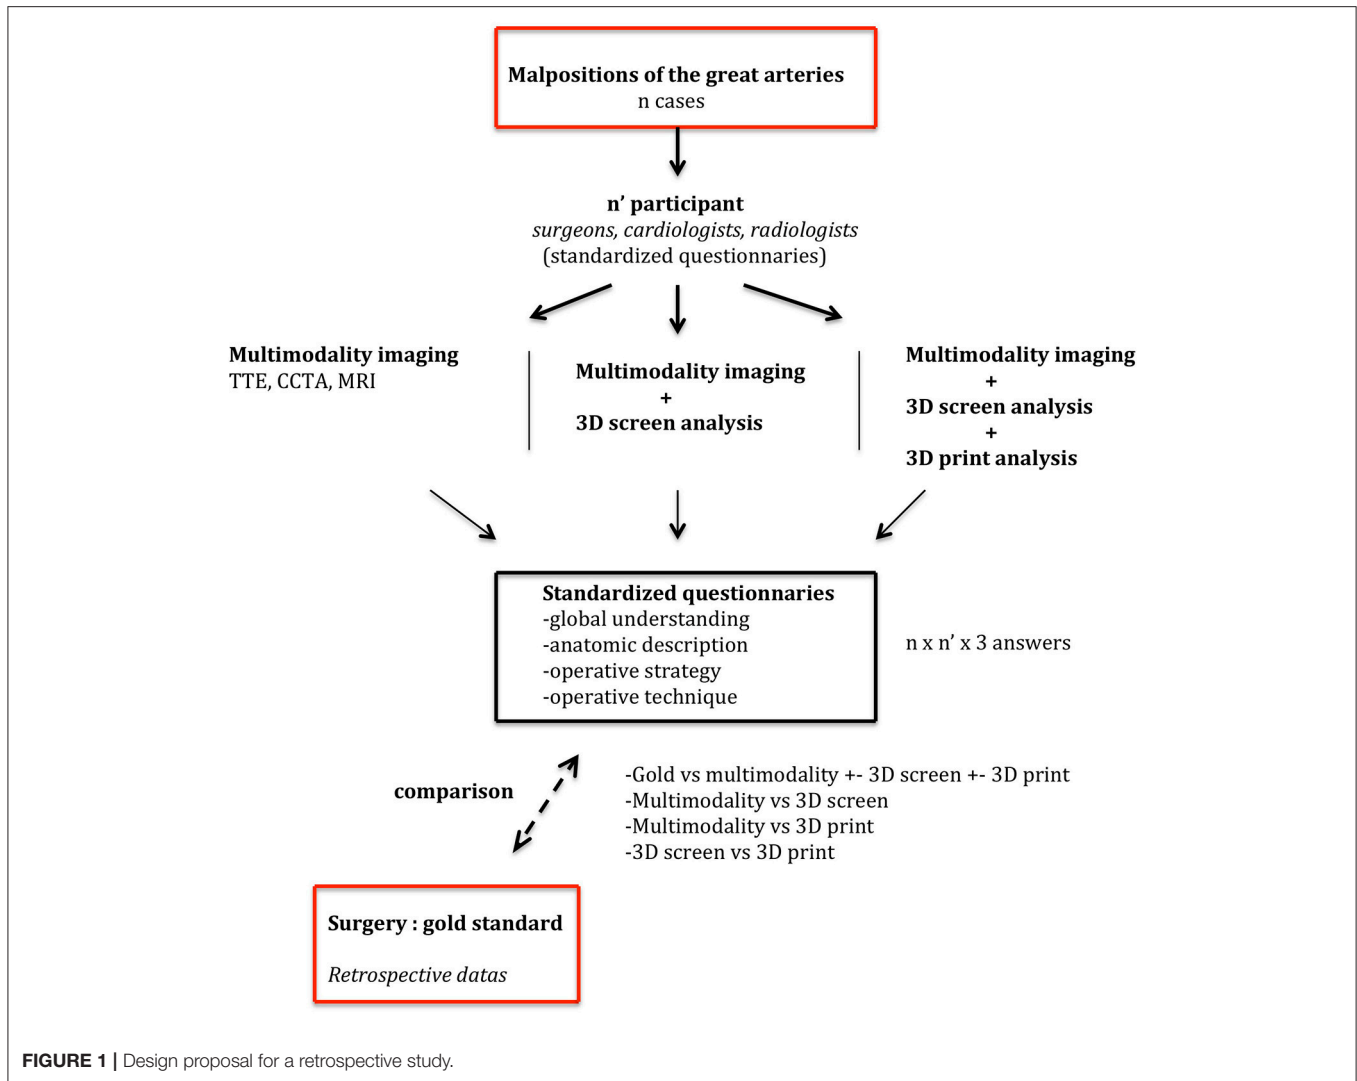 Malpositions of the great arteries
n cases
n’ participant
surgeons, cardiologists, radiologists
(standardized questionnaries)
Multimodality imaging
TTE, CCTA, MRI
Multimodality imaging
+
3D screen analysis
Multimodality imaging
+
3D screen analysis
+
3D print analysis
Standardized questionnaries
-global understanding
-anatomic description
-operative strategy
-operative technique
n x n’ x 3 answers
comparison
-Gold vs multimodality +- 3D screen +- 3D print
-Multimodality vs 3D screen
-Multimodality vs 3D print
-3D screen vs 3D print
Surgery : gold standard
Retrospective datas
FIGURE 1 | Design proposal for a retrospective study.